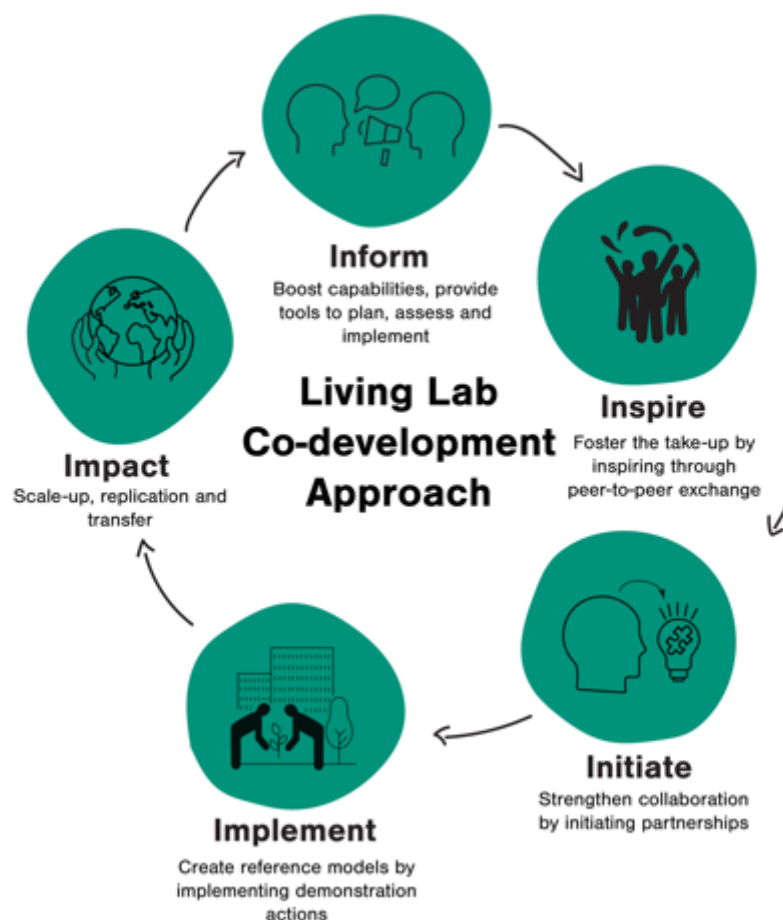 Inform
Boost capabilities, provide
tools to plan, assess and
implement
Living Lab
Co-development
Approach
Inspire
Foster the take-up by
inspiring through
peer-to-peer exchange
Initiate
Strengthen collaboration
by initiating partnerships
Implement
Create reference models by
implementing demonstration
actions
Impact
Scale-up, replication and
transfer